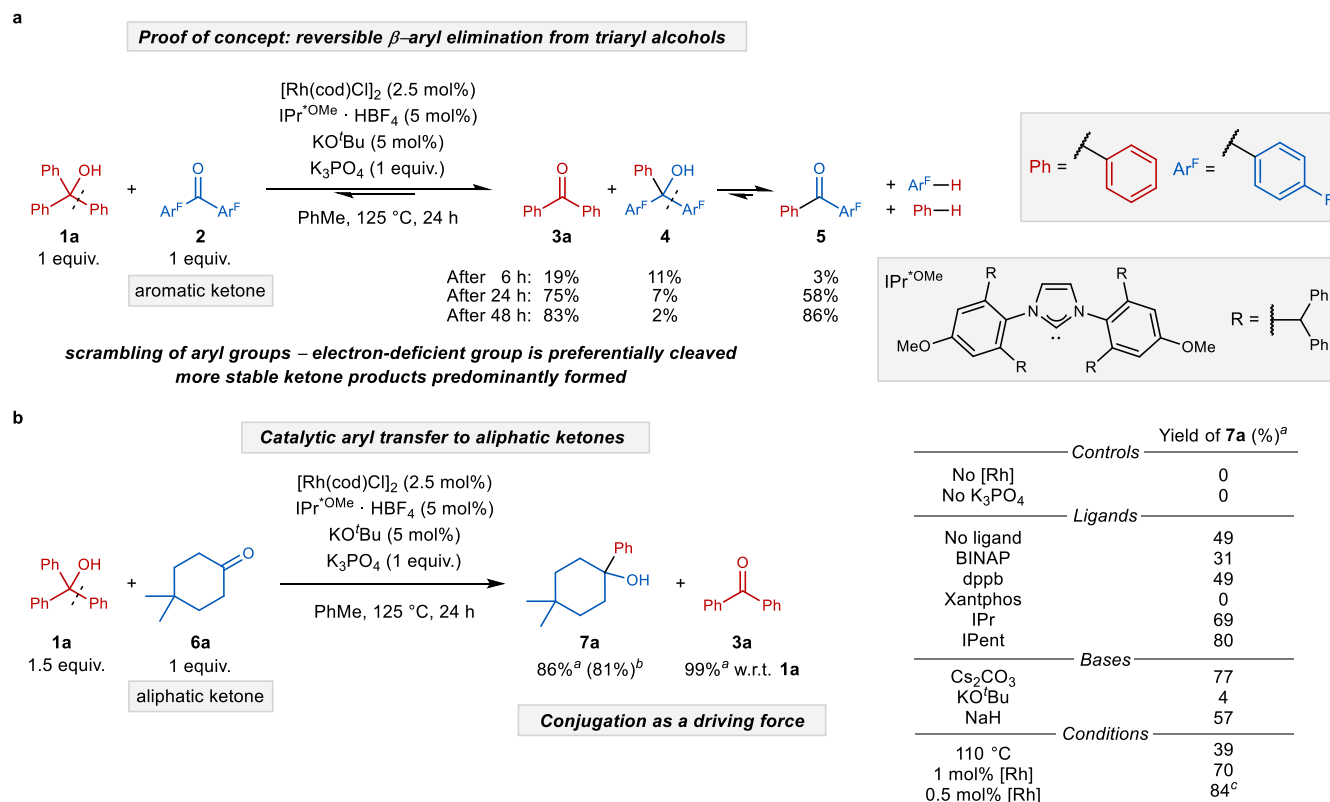 a
Proof of concept: reversible β–aryl elimination from triaryl alcohols
[Rh(cod)Cl]2 (2.5 mol%)
IPr*OMe · HBF4 (5 mol%)
KOtBu (5 mol%)
K3PO4 (1 equiv.)
PhMe, 125 °C, 24 h
Ph OH
Ph Ph
+
O
ArF ArF
O
Ph Ph
+
Ph OH
ArF ArF
O
Ph ArF
+ ArF—H
+ Ph—H
1a 2 3a 4 5
1 equiv. 1 equiv.
aromatic ketone
After 6 h: 19% 11% 3%
After 24 h: 75% 7% 58%
After 48 h: 83% 2% 86%
scrambling of aryl groups – electron-deficient group is preferentially cleaved
more stable ketone products predominantly formed
Ph = ArF =
F
IPr*OMe
R R
N N
MeO OMe
R R
R =
Ph
Ph
b
Catalytic aryl transfer to aliphatic ketones
[Rh(cod)Cl]2 (2.5 mol%)
IPr*OMe · HBF4 (5 mol%)
KOtBu (5 mol%)
K3PO4 (1 equiv.)
PhMe, 125 °C, 24 h
Ph OH
Ph Ph
+
O
Ph
OH
+
O
Ph Ph
1a 6a 7a 3a
1.5 equiv. 1 equiv. 86%a (81%)b 99%a w.r.t. 1a
aliphatic ketone
Conjugation as a driving force
Yield of 7a (%)a
Controls
No [Rh] 0
No K3PO4 0
Ligands
No ligand 49
BINAP 31
dppb 49
Xantphos 0
IPr 69
IPent 80
Bases
Cs2CO3 77
KOtBu 4
NaH 57
Conditions
110 °C 39
1 mol% [Rh] 70
0.5 mol% [Rh] 84c